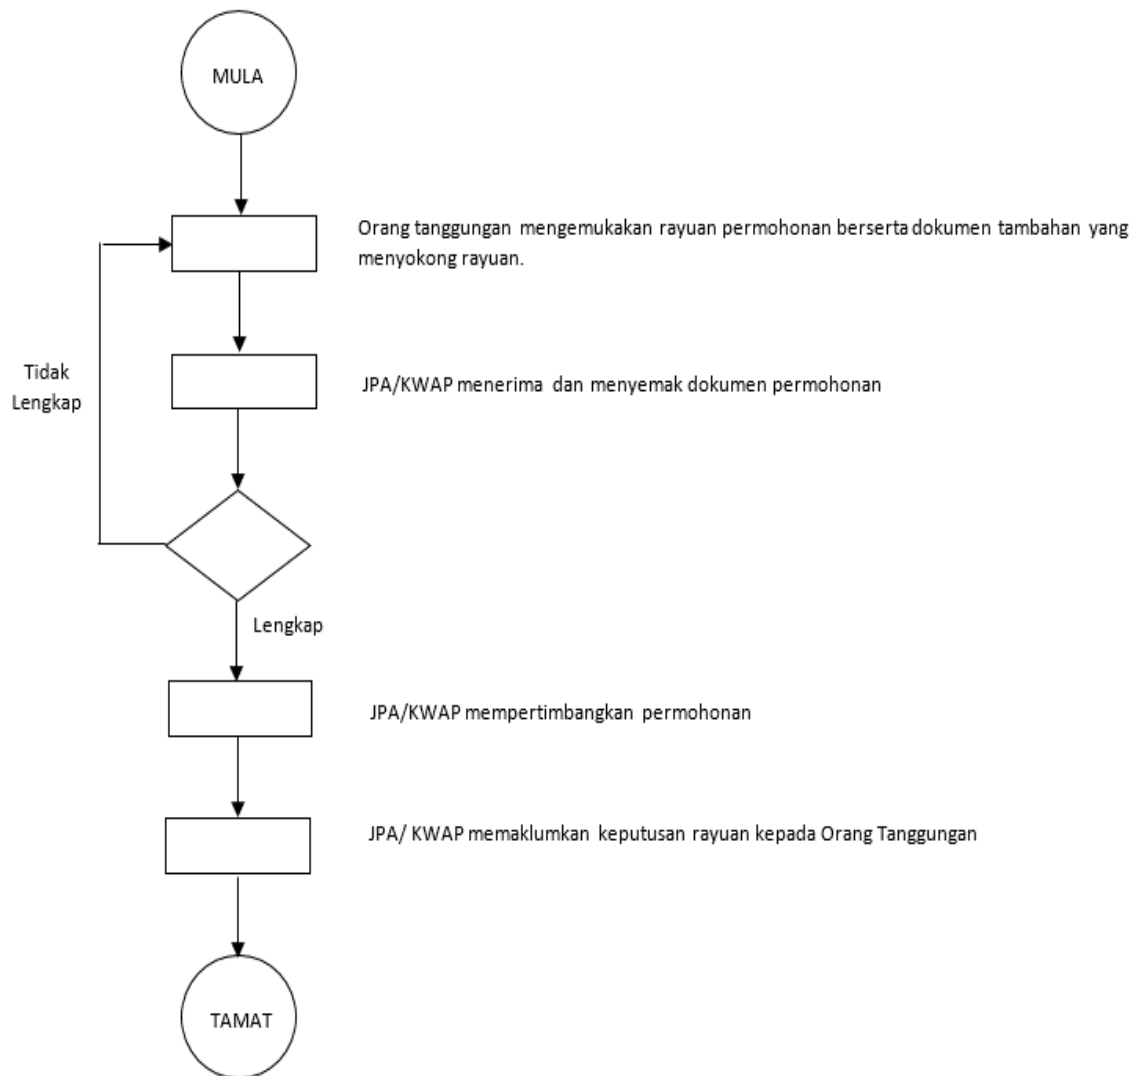 MULA
Orang tanggungan mengemukakan rayuan permohonan berserta dokumen tambahan yang
menyokong rayuan.
Tidak
Lengkap
JPA/KWAP menerima dan menyemak dokumen permohonan
Lengkap
JPA/KWAP mempertimbangkan permohonan
JPA/ KWAP memaklumkan keputusan rayuan kepada Orang Tanggungan
TAMAT